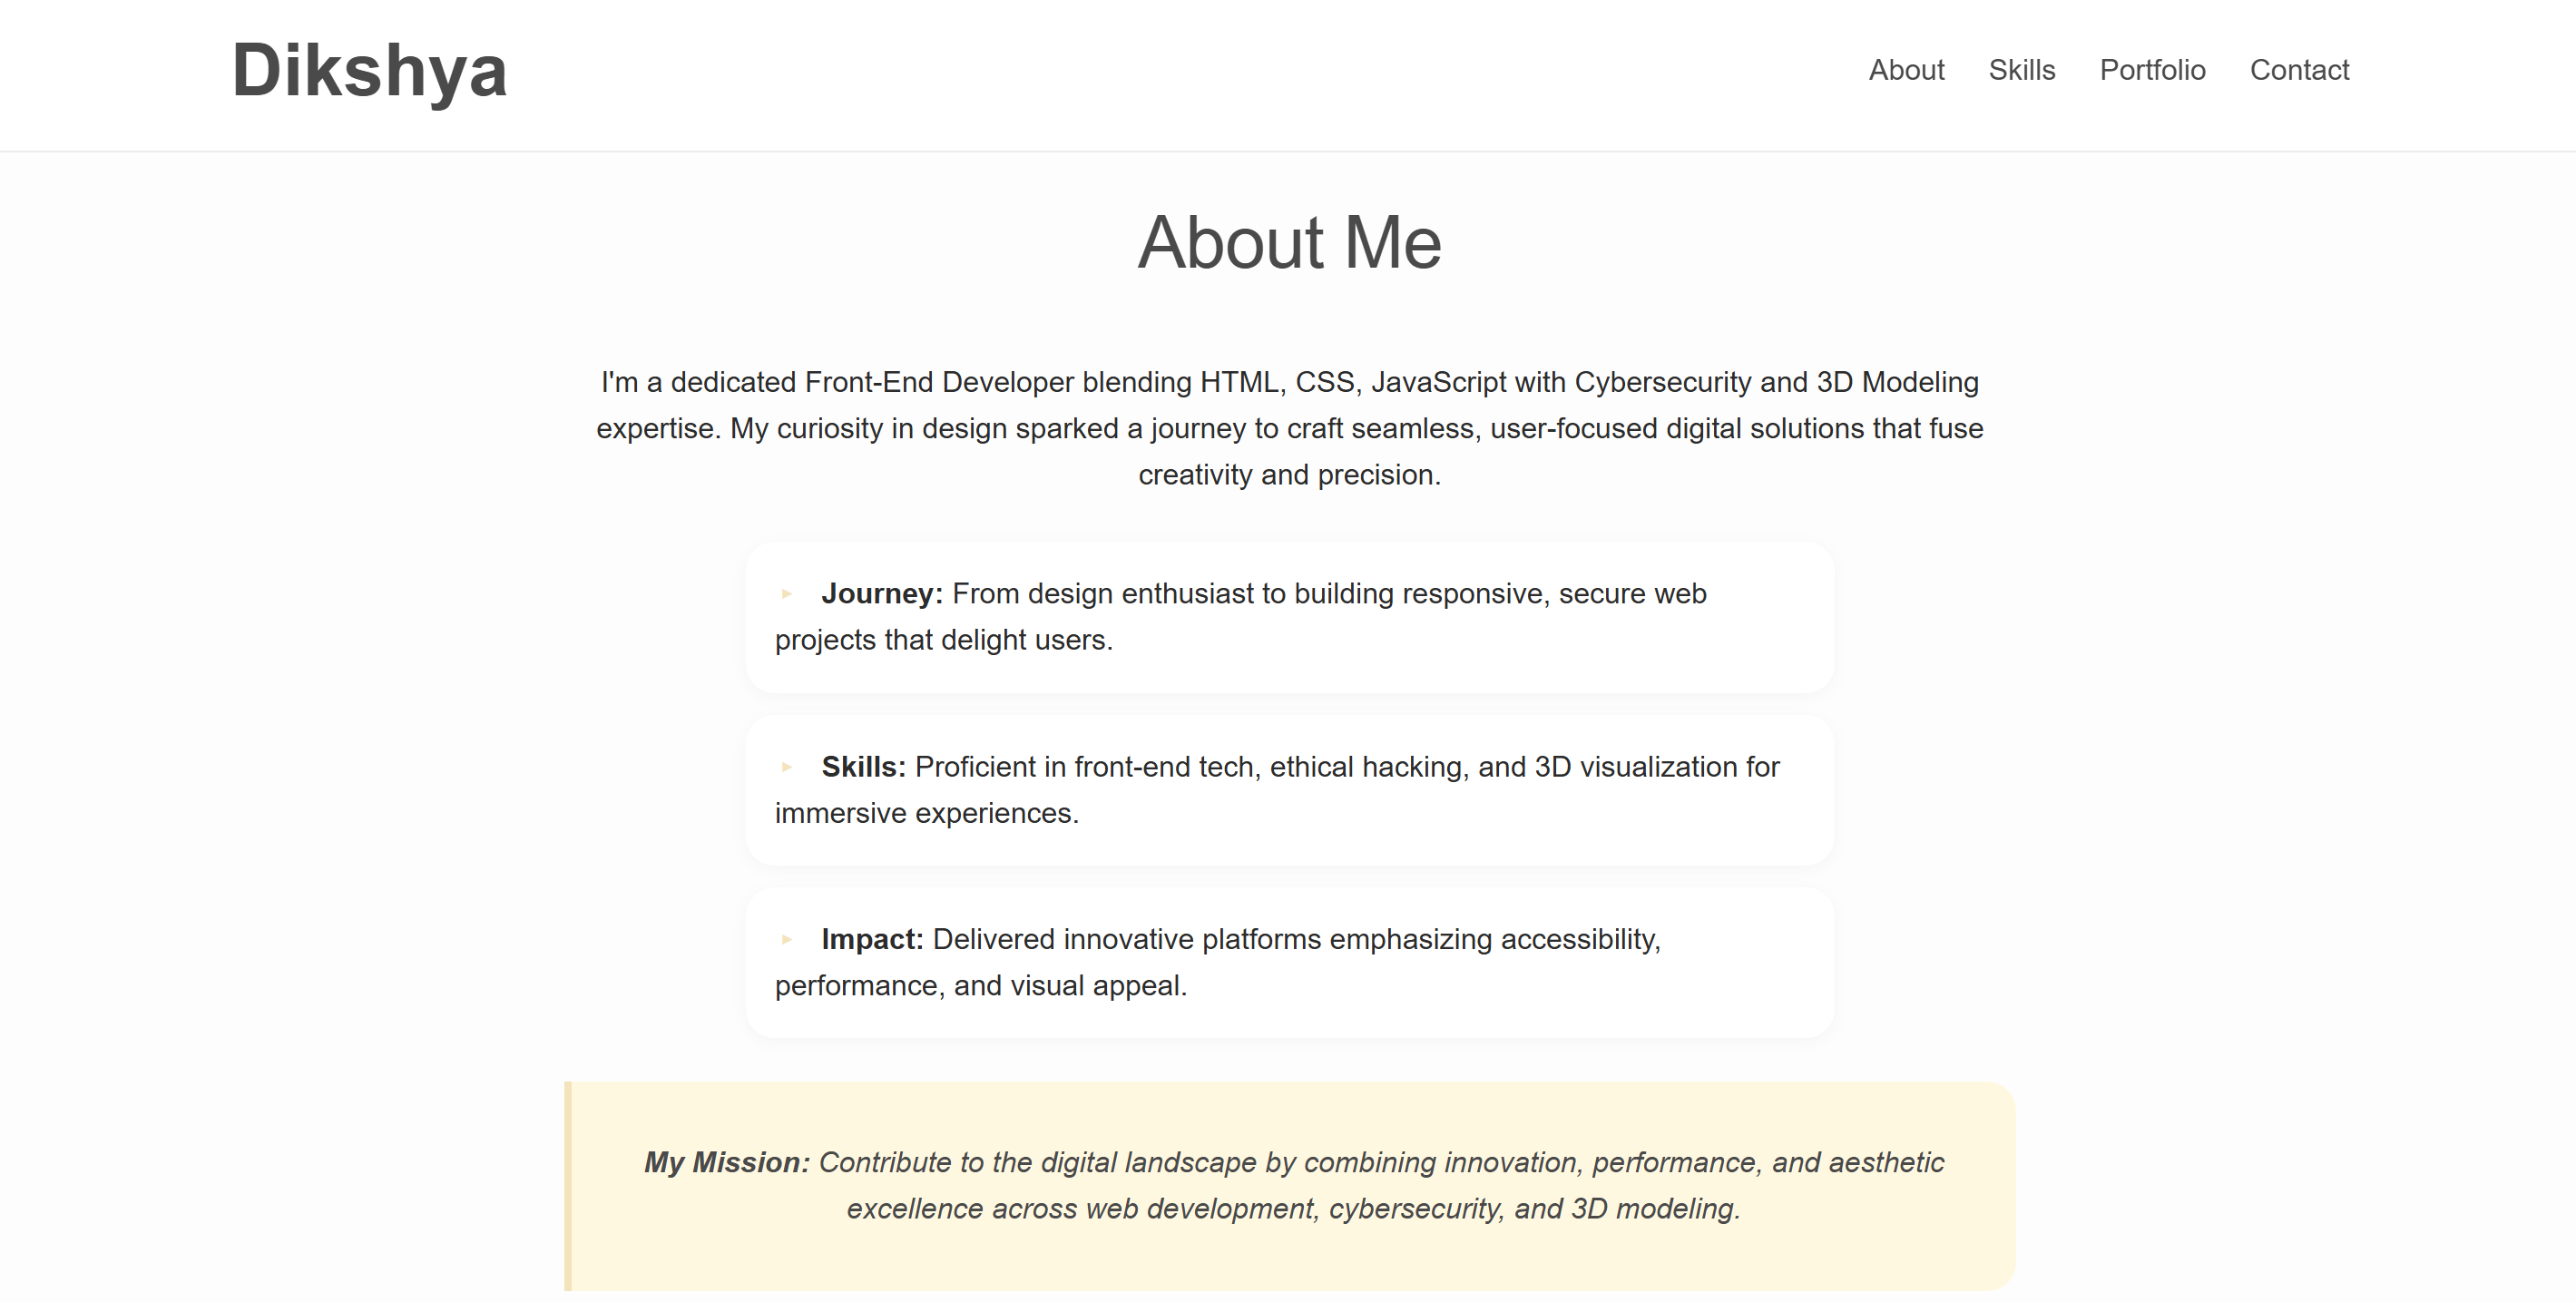 Dikshya
About Skills Portfolio Contact
About Me
I'm a dedicated Front-End Developer blending HTML, CSS, JavaScript with Cybersecurity and 3D Modeling
expertise. My curiosity in design sparked a journey to craft seamless, user-focused digital solutions that fuse
creativity and precision.
▸ Journey: From design enthusiast to building responsive, secure web
projects that delight users.
▸ Skills: Proficient in front-end tech, ethical hacking, and 3D visualization for
immersive experiences.
▸ Impact: Delivered innovative platforms emphasizing accessibility,
performance, and visual appeal.
My Mission: Contribute to the digital landscape by combining innovation, performance, and aesthetic
excellence across web development, cybersecurity, and 3D modeling.